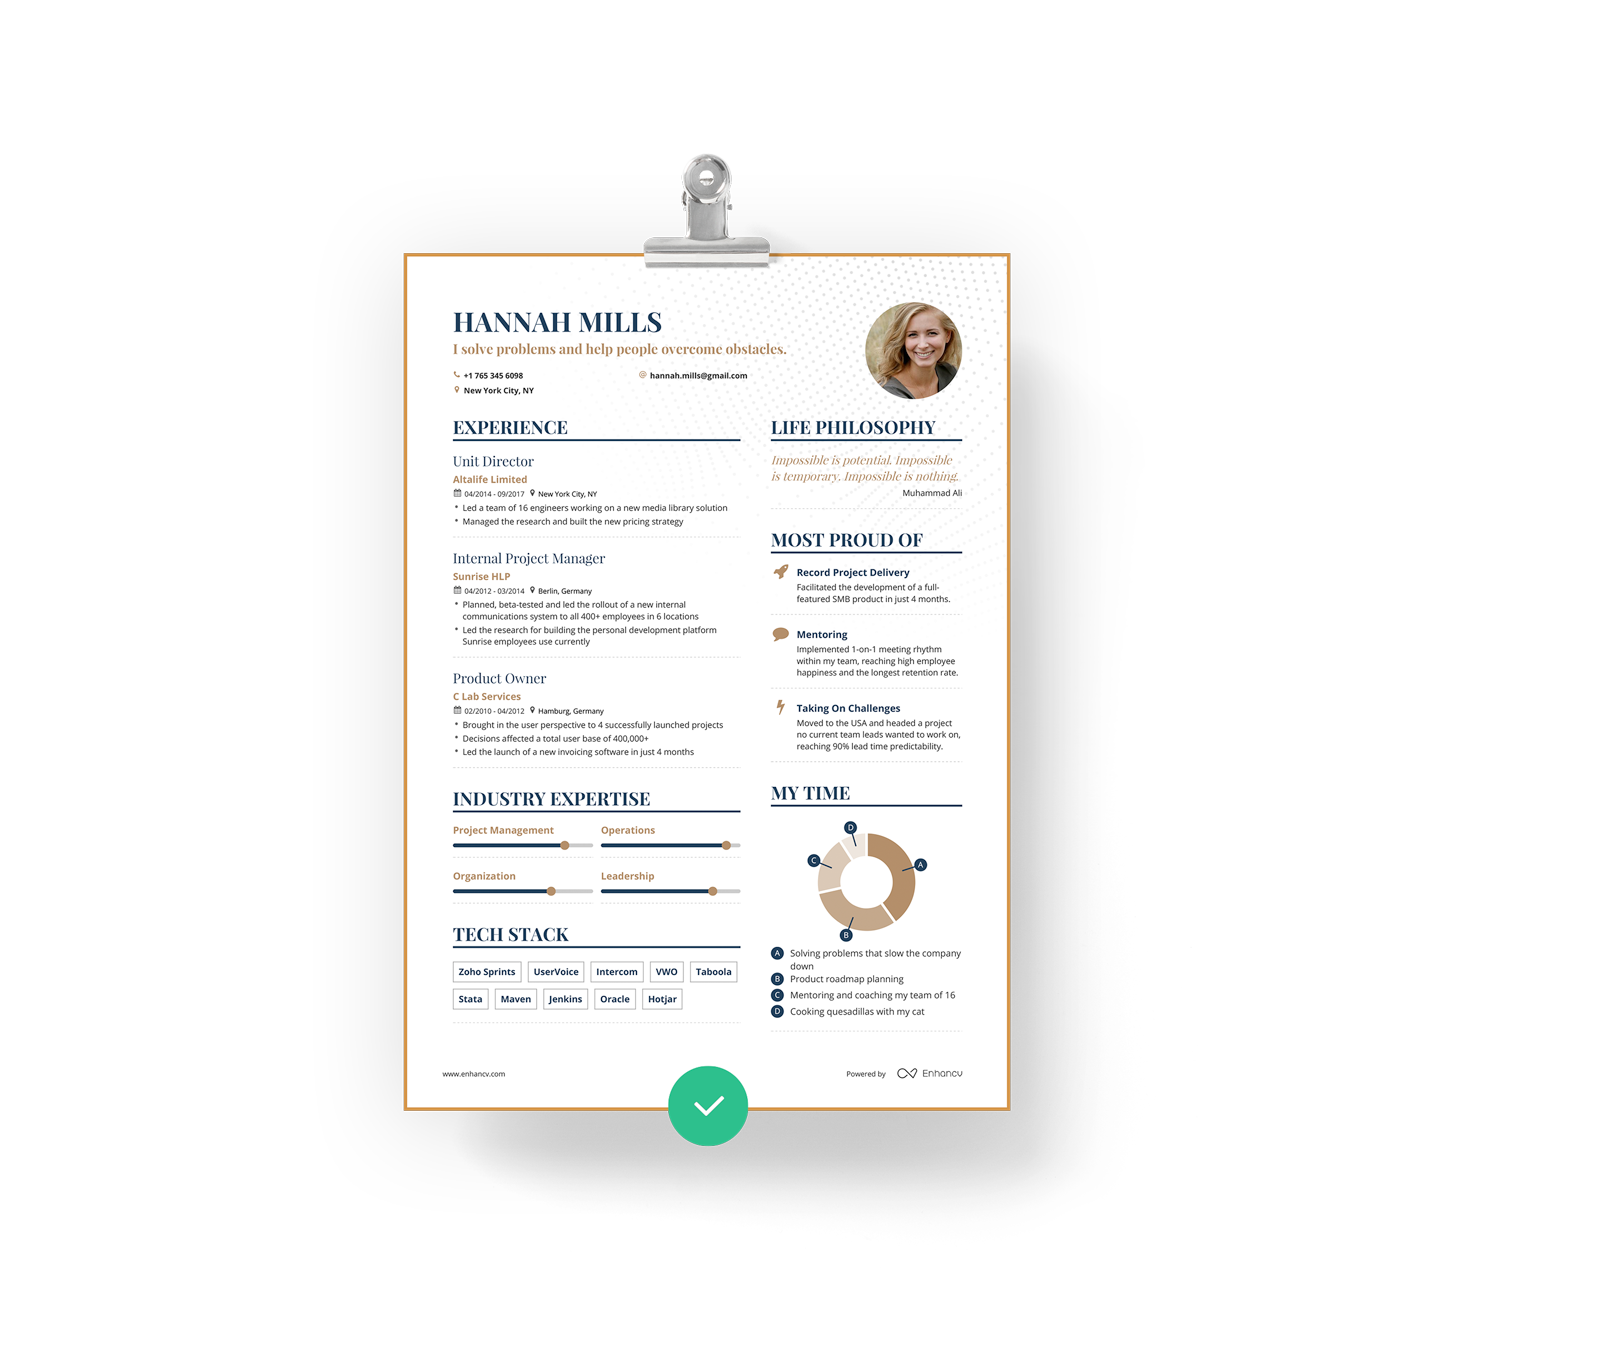 HANNAH MILLS
I solve problems and help people overcome obstacles.
+1 765 345 6098
@ hannah.mills@gmail.com
New York City, NY
EXPERIENCE
Unit Director
Altalife Limited
04/2014 - 09/2017 New York City, NY
• Led a team of 16 engineers working on a new media library solution
• Managed the research and built the new pricing strategy
Internal Project Manager
Sunrise HLP
04/2012 - 03/2014 Berlin, Germany
• Planned, beta-tested and led the rollout of a new internal
communications system to all 400+ employees in 6 locations
• Led the research for building the personal development platform
Sunrise employees use currently
Product Owner
C Lab Services
02/2010 - 04/2012 Hamburg, Germany
• Brought in the user perspective to 4 successfully launched projects
• Decisions affected a total user base of 400,000+
• Led the launch of a new invoicing software in just 4 months
INDUSTRY EXPERTISE
Project Management
Operations
Organization
Leadership
TECH STACK
Zoho Sprints UserVoice Intercom VWO Taboola
Stata Maven Jenkins Oracle Hotjar
LIFE PHILOSOPHY
Impossible is potential. Impossible
is temporary. Impossible is nothing.
Muhammad Ali
MOST PROUD OF
Record Project Delivery
Facilitated the development of a full-
featured SMB product in just 4 months.
Mentoring
Implemented 1-on-1 meeting rhythm
within my team, reaching high employee
happiness and the longest retention rate.
Taking On Challenges
Moved to the USA and headed a project
no current team leads wanted to work on,
reaching 90% lead time predictability.
MY TIME
D
C
A
B
A Solving problems that slow the company
down
B Product roadmap planning
C Mentoring and coaching my team of 16
D Cooking quesadillas with my cat
www.enhancv.com
Powered by Enhancv